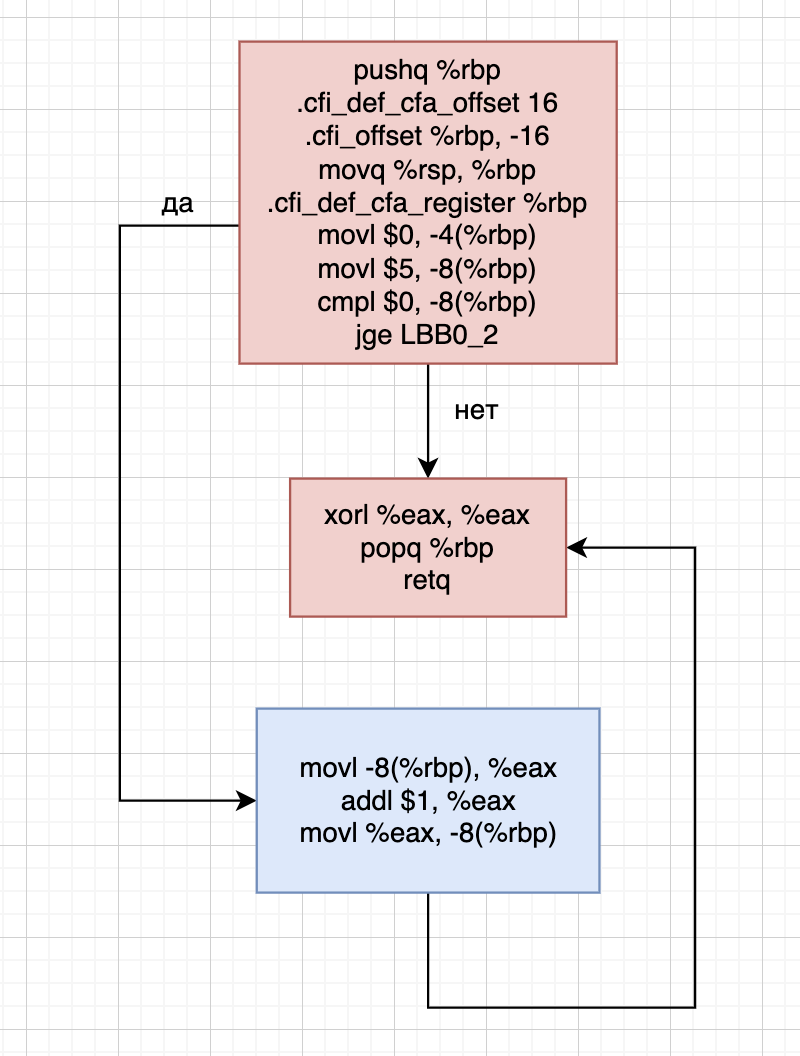 pushq %rbp
.cfi_def_cfa_offset 16
.cfi_offset %rbp, -16
movq %rsp, %rbp
.cfi_def_cfa_register %rbp
movl $0, -4(%rbp)
movl $5, -8(%rbp)
cmpl $0, -8(%rbp)
jge LBB0_2
да
нет
xorl %eax, %eax
popq %rbp
retq
movl -8(%rbp), %eax
addl $1, %eax
movl %eax, -8(%rbp)